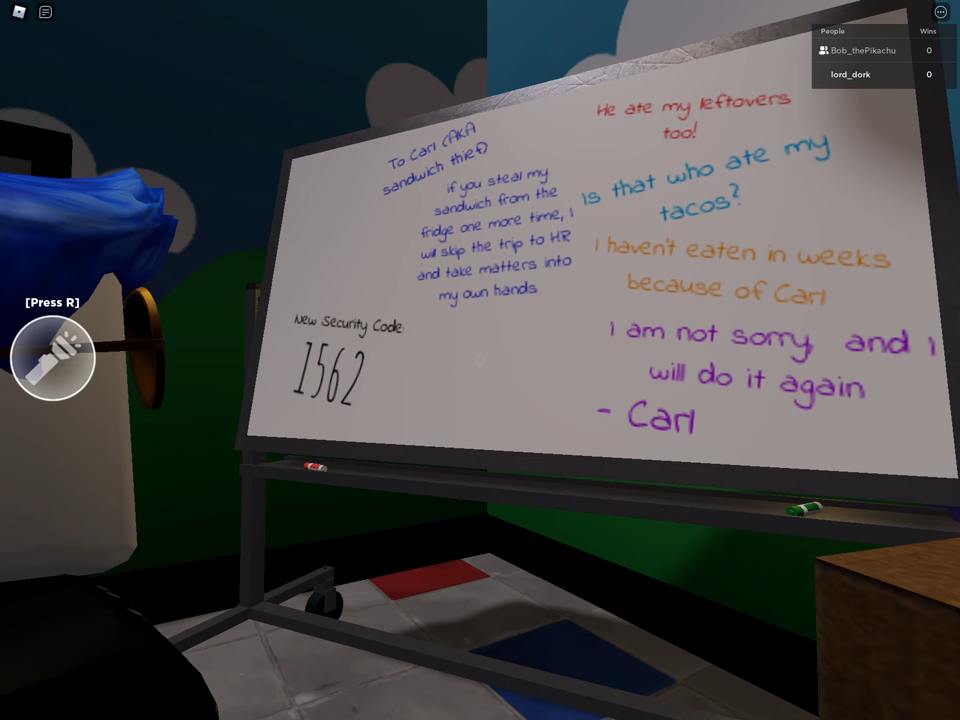 People Wins
Bob_thePikachu 0
lord_dork 0
To Carl (AKA
sandwich thief)
if you steal my
sandwich from the
fridge one more time, I
will skip the trip to HR
and take matters into
my own hands
New Security Code:
1562
He ate my leftovers
too!
Is that who ate my
tacos?
I haven't eaten in weeks
because of Carl
I am not sorry, and I
will do it again
- Carl
[Press R]